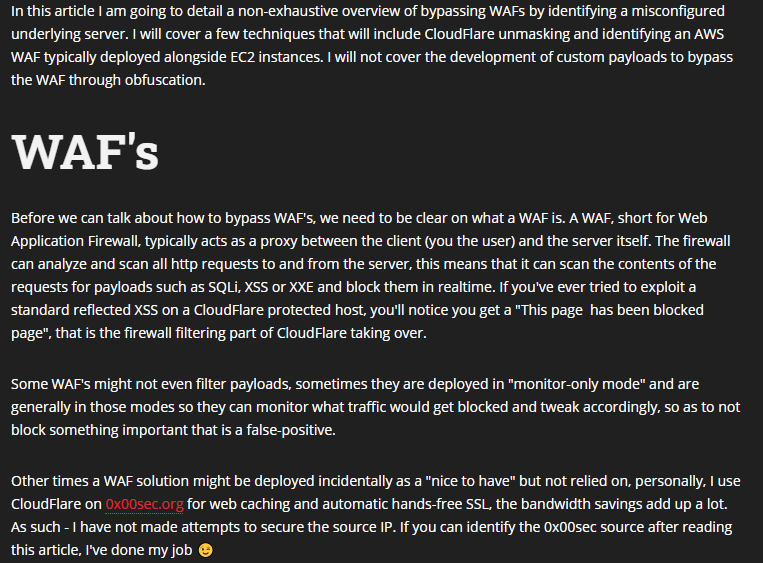 In this article I am going to detail a non-exhaustive overview of bypassing WAFs by identifying a misconfigured
underlying server. I will cover a few techniques that will include CloudFlare unmasking and identifying an AWS
WAF typically deployed alongside EC2 instances. I will not cover the development of custom payloads to bypass
the WAF through obfuscation.
WAF's
Before we can talk about how to bypass WAF's, we need to be clear on what a WAF is. A WAF, short for Web
Application Firewall, typically acts as a proxy between the client (you the user) and the server itself. The firewall
can analyze and scan all http requests to and from the server, this means that it can scan the contents of the
requests for payloads such as SQLi, XSS or XXE and block them in realtime. If you've ever tried to exploit a
standard reflected XSS on a CloudFlare protected host, you'll notice you get a "This page  has been blocked
page", that is the firewall filtering part of CloudFlare taking over.
Some WAF's might not even filter payloads, sometimes they are deployed in "monitor-only mode" and are
generally in those modes so they can monitor what traffic would get blocked and tweak accordingly, so as to not
block something important that is a false-positive.
Other times a WAF solution might be deployed incidentally as a "nice to have" but not relied on, personally, I use
CloudFlare on 0x00sec.org for web caching and automatic hands-free SSL, the bandwidth savings add up a lot.
As such - I have not made attempts to secure the source IP. If you can identify the 0x00sec source after reading
this article, I've done my job 😉